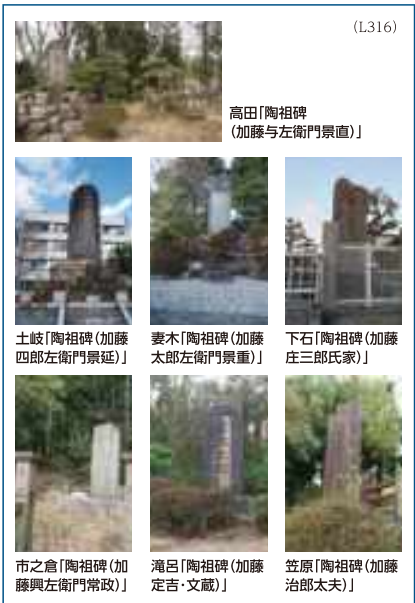 (L316)
高田「陶祖碑
(加藤与左衛門景直)」
土岐「陶祖碑(加藤
四郎左衛門景延)」
妻木「陶祖碑(加藤
太郎左衛門景重)」
下石「陶祖碑(加藤
庄三郎氏家)」
市之倉「陶祖碑(加
藤興左衛門常政)」
滝呂「陶祖碑(加藤
定吉・文蔵)」
笠原「陶祖碑(加藤
治郎太夫)」